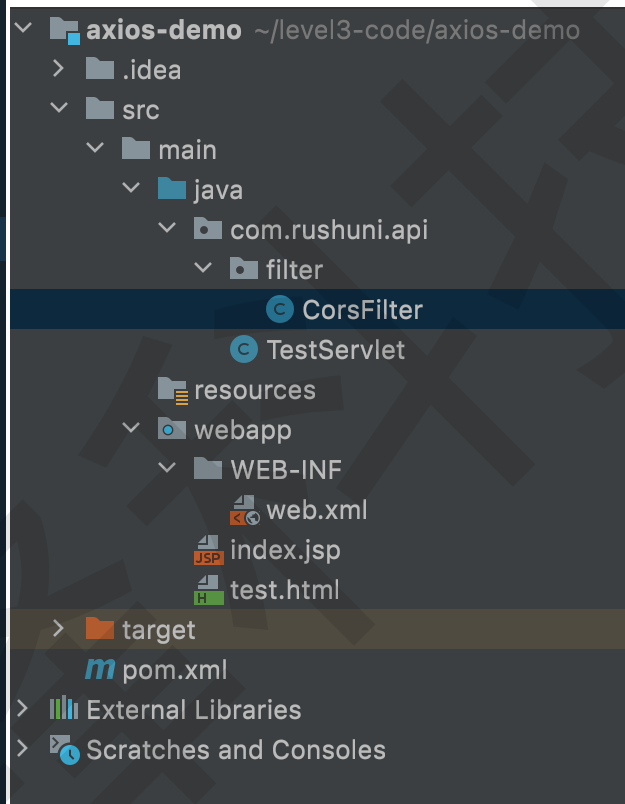 axios-demo ~/level3-code/axios-demo
.idea
src
main
java
com.rushuni.api
filter
C CorsFilter
C TestServlet
resources
webapp
WEB-INF
web.xml
JSP index.jsp
H test.html
target
m pom.xml
External Libraries
Scratches and Consoles